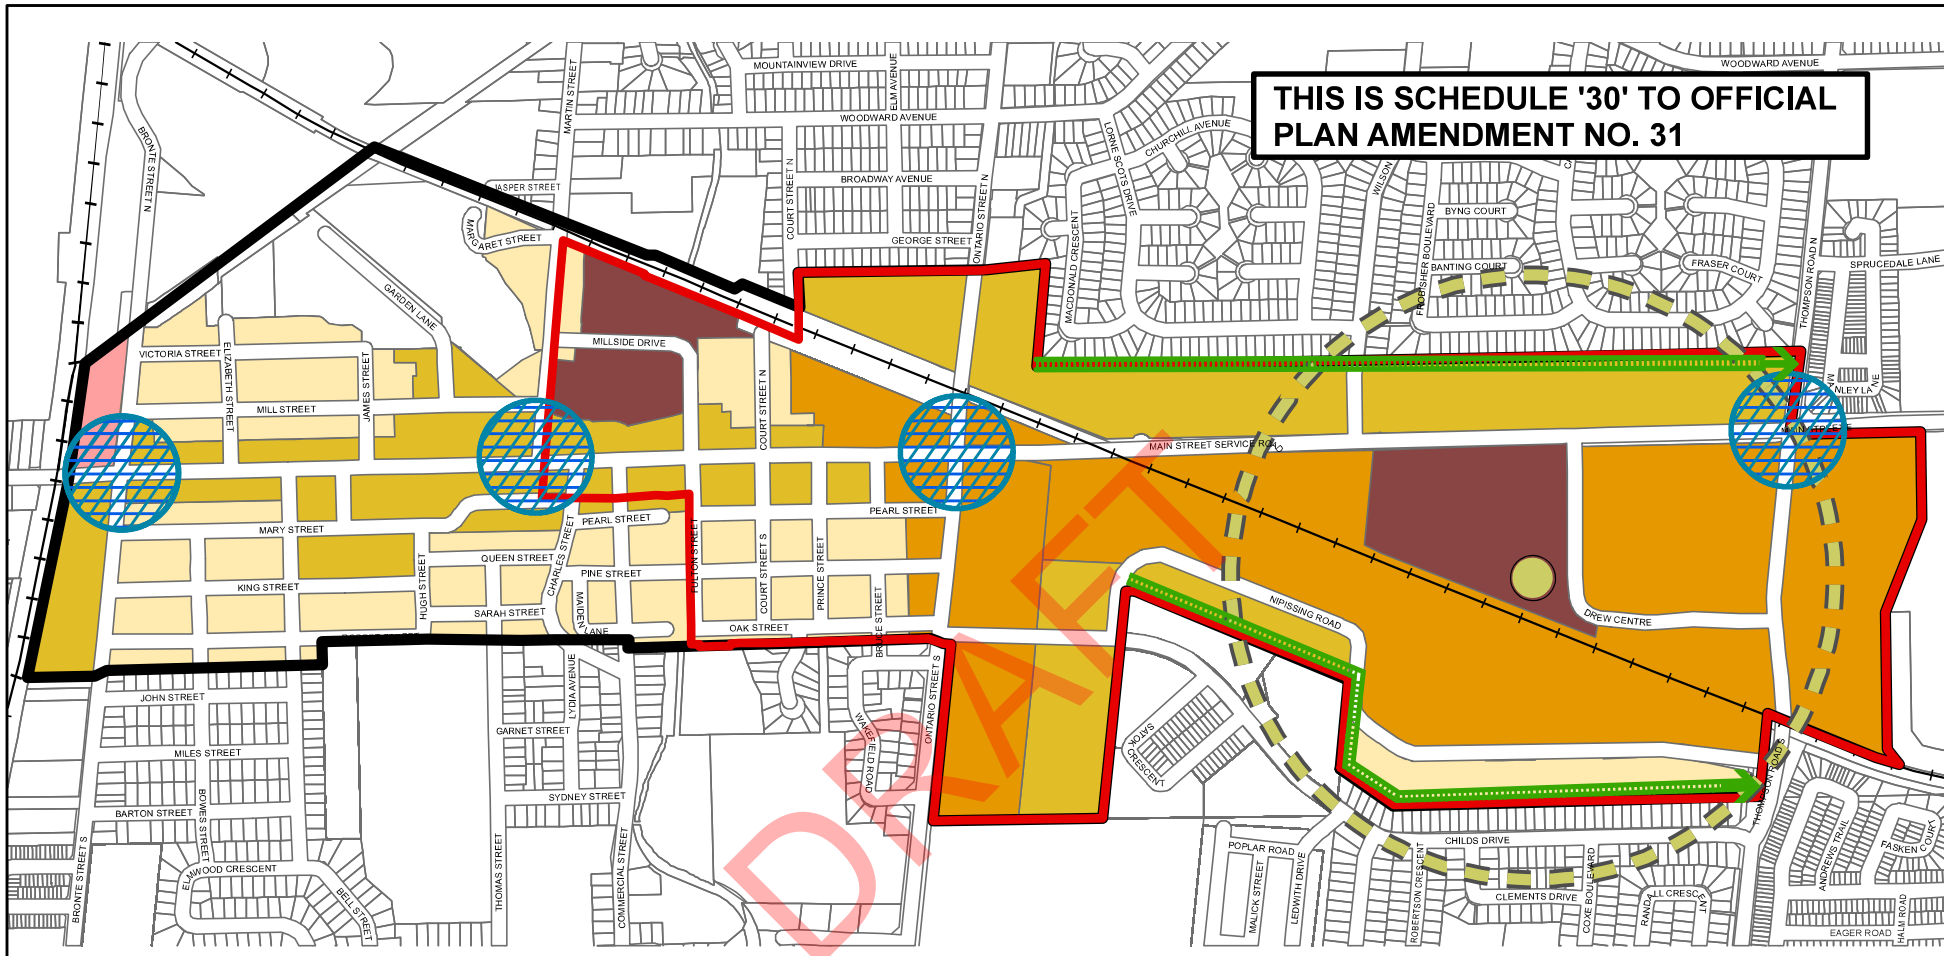 THIS IS SCHEDULE '30' TO OFFICIAL
PLAN AMENDMENT NO. 31
DRAFT
MOUNTAINVIEW DRIVE
ELM AVENUE
WOODWARD AVENUE
WOODWARD AVENUE
MARTIN STREET
BRONTE STREET N
LORNE SCOTS DRIVE
CHURCHILL AVENUE
WILSON
COURT STREET N
BROADWAY AVENUE
ONTARIO STREET N
JASPER STREET
MARGARET STREET
GEORGE STREET
MACDONALD CRESCENT
FROBISHER BOULEVARD
BYNG COURT
BANTING COURT
FRASER COURT
THOMPSON ROAD N
SPRUCEDALE LANE
GARDEN LANE
VICTORIA STREET
ELIZABETH STREET
JAMES STREET
MILLSIDE DRIVE
MILL STREET
COURT STREET N
MAIN STREET SERVICE ROAD
MAIN STREET E
MARY STREET
PEARL STREET
PEARL STREET
QUEEN STREET
CHARLES STREET
PINE STREET
FULTON STREET
COURT STREET S
PRINCE STREET
BRUCE STREET
KING STREET
HUGH STREET
SARAH STREET
MAIDEN LANE
OAK STREET
NIPISSING ROAD
DREW CENTRE
JOHN STREET
LYDIA AVENUE
GARNET STREET
MILES STREET
BOWES STREET
BARTON STREET
SYDNEY STREET
ELMWOOD CRESCENT
BELL STREET
BRONTE STREET S
THOMAS STREET
COMMERCIAL STREET
WAKEFIELD ROAD
ONTARIO STREET S
SATOK CRESCENT
THOMPSON ROAD S
CHILDS DRIVE
POPLAR ROAD
MALICK STREET
LEDWITH DRIVE
ROBERTSON CRESCENT
CLEMENTS DRIVE
COXE BOULEVARD
RANDALL CRESCENT
ANDREWS TRAIL
FASKEN COURT
HALM ROAD
EAGER ROAD